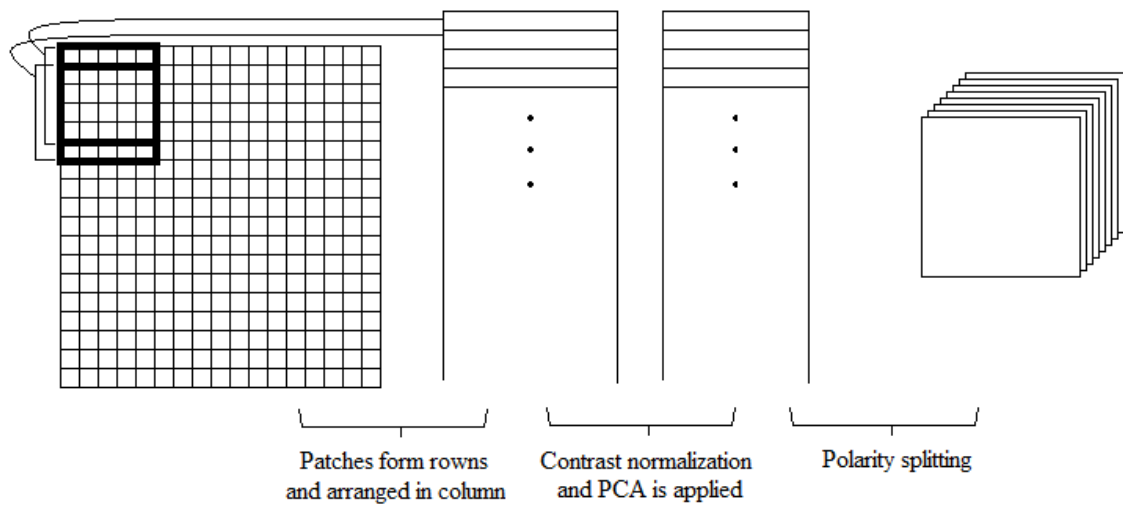 Patches form rowns
and arranged in column
Contrast normalization
and PCA is applied
Polarity splitting